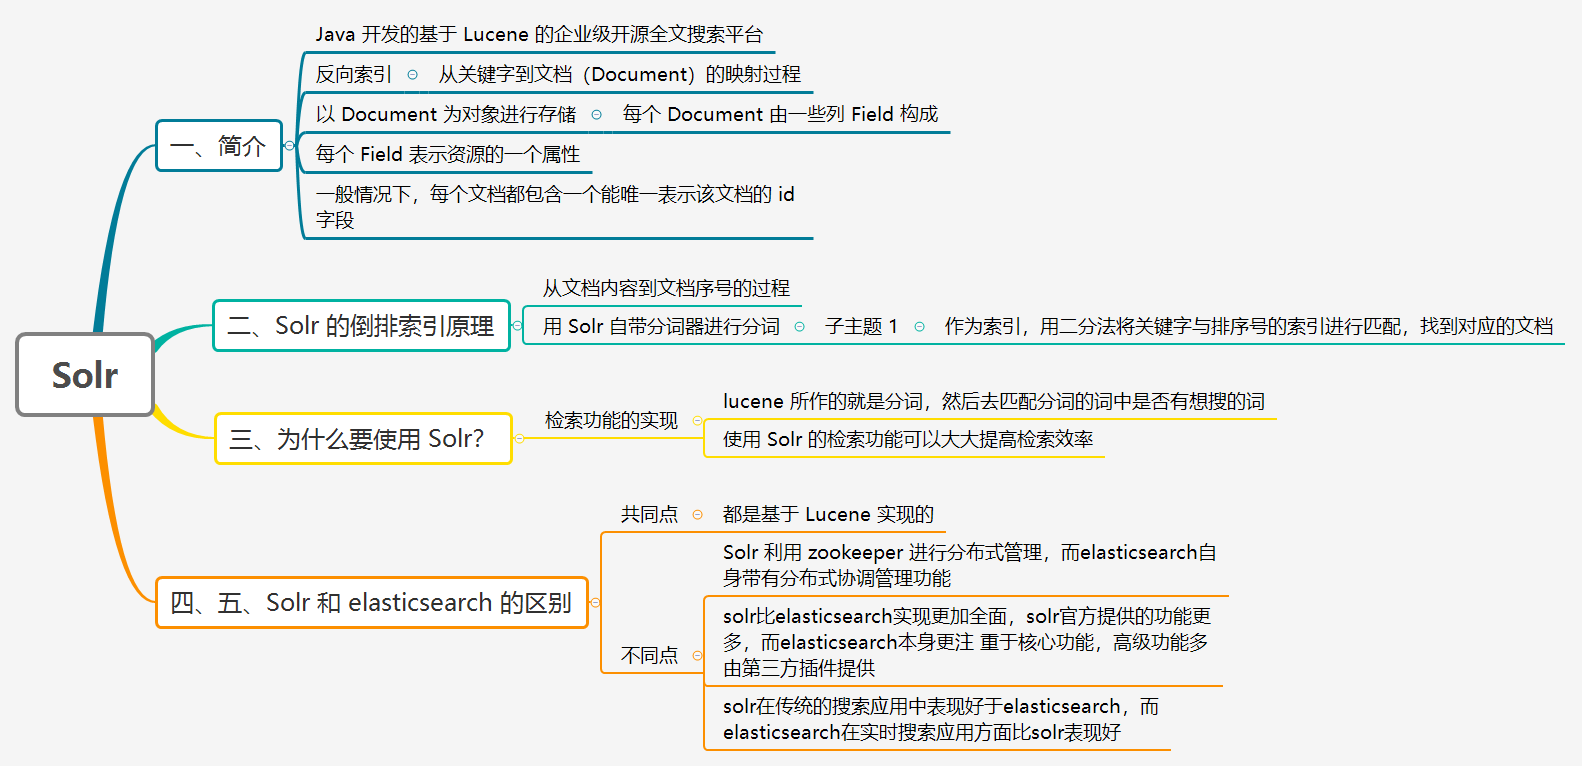 Solr
一、简介
Java 开发的基于 Lucene 的企业级开源全文搜索平台
反向索引
从关键字到文档（Document）的映射过程
以 Document 为对象进行存储
每个 Document 由一些列 Field 构成
每个 Field 表示资源的一个属性
一般情况下，每个文档都包含一个能唯一表示该文档的 id
字段
二、Solr 的倒排索引原理
从文档内容到文档序号的过程
用 Solr 自带分词器进行分词
子主题 1
作为索引，用二分法将关键字与排序号的索引进行匹配，找到对应的文档
三、为什么要使用 Solr?
检索功能的实现
lucene 所作的就是分词，然后去匹配分词的词中是否有想搜的词
使用 Solr 的检索功能可以大大提高检索效率
四、五、Solr 和 elasticsearch 的区别
共同点
都是基于 Lucene 实现的
不同点
Solr 利用 zookeeper 进行分布式管理，而elasticsearch自
身带有分布式协调管理功能
solr比elasticsearch实现更加全面，solr官方提供的功能更
多，而elasticsearch本身更注 重于核心功能，高级功能多
由第三方插件提供
solr在传统的搜索应用中表现好于elasticsearch，而
elasticsearch在实时搜索应用方面比solr表现好